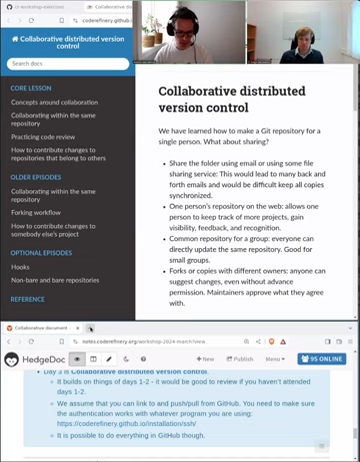 cr-workshop-exercises
Collaborative dis
coderefinery.github.
Collaborative distributed version
control
Search docs
CORE LESSON
Concepts around collaboration
Collaborating within the same
repository
Practicing code review
How to contribute changes to
repositories that belong to others
OLDER EPISODES
Collaborating within the same
repository
Forking workflow
How to contribute changes to
somebody else's project
OPTIONAL EPISODES
Hooks
Non-bare and bare repositories
REFERENCE
Collaborative distributed
version control
We have learned how to make a Git repository for a
single person. What about sharing?
• Share the folder using email or using some file
sharing service: This would lead to many back and
forth emails and would be difficult keep all copies
synchronized.
• One person's repository on the web: allows one
person to keep track of more projects, gain
visibility, feedback, and recognition.
• Common repository for a group: everyone can
directly update the same repository. Good for
small groups.
• Forks or copies with different owners: anyone can
suggest changes, even without advance
permission. Maintainers approve what they agree
with.
Collaborative document
notes.coderefinery.org/workshop-2024-march?view
HedgeDoc
+ New
Publish
Menu
95 ONLINE
• Day 3 is Collaborative distributed version control.
It builds on things of days 1-2 - it would be good to review if you haven't attended
days 1-2.
We assume that you can link to and push/pull from GitHub. You need to make sure
the authentication works with whatever program you are using:
https://coderefinery.github.io/installation/ssh/
It is possible to do everything in GitHub though.